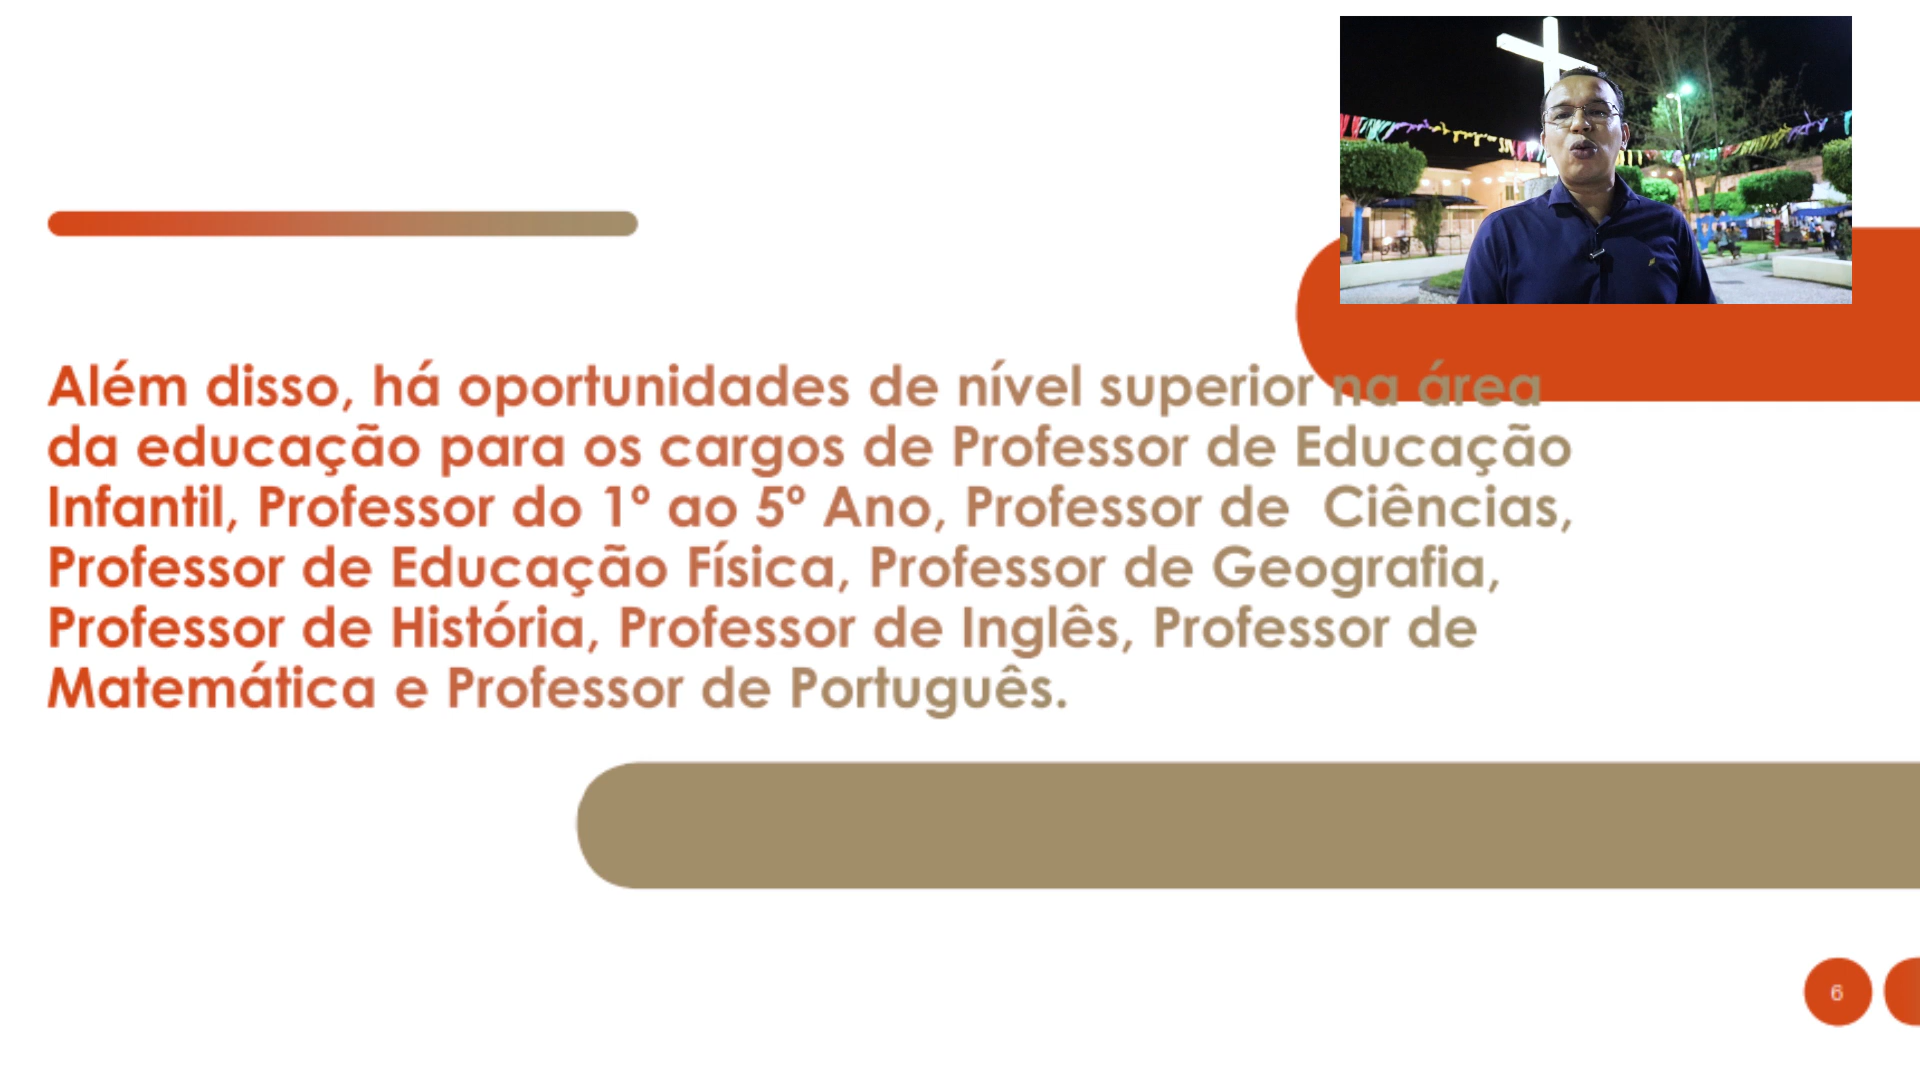 Além disso, há oportunidades de nível superior na área
da educação para os cargos de Professor de Educação
Infantil, Professor do 1º ao 5º Ano, Professor de  Ciências,
Professor de Educação Física, Professor de Geografia,
Professor de História, Professor de Inglês, Professor de
Matemática e Professor de Português.
6